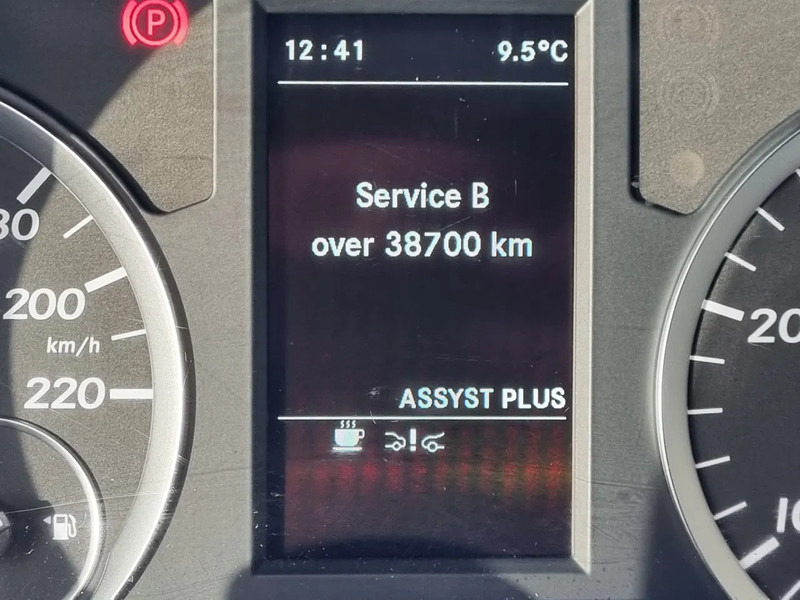 P
12:41 9.5°C
Service B
over 38700 km
ASSYST PLUS
200
km/h
220